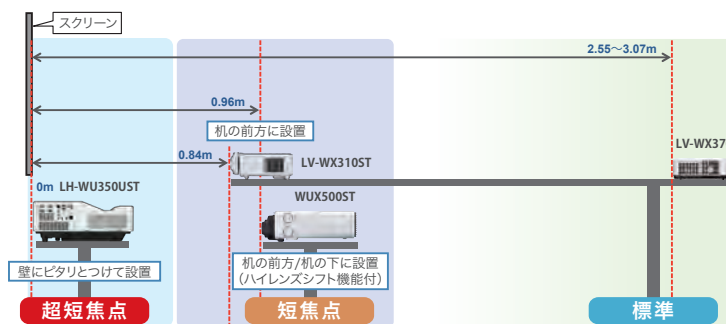 スクリーン
2.55〜3.07m
0.96m
机の前方に設置
0.84m
LV-WX310ST
LV-WX37
0m LH-WU350UST
WUX500ST
壁にピタリとつけて設置
机の前方/机の下に設置
(ハイレンズシフト機能付)
超短焦点
短焦点
標準